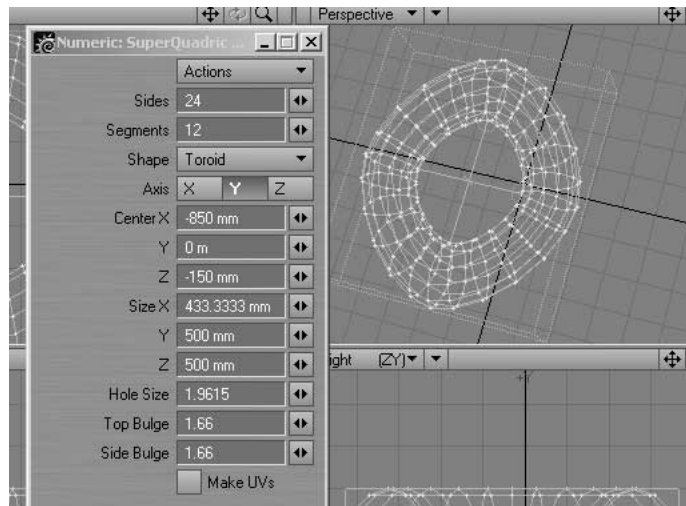 Perspective
Numeric: SuperQuadric ...
Actions
Sides 24
Segments 12
Shape Toroid
Axis X Y Z
Center X -850 mm
Y 0 m
Z -150 mm
Size X 433.3333 mm
Y 500 mm
Z 500 mm
Hole Size 1.9615
Top Bulge 1.66
Side Bulge 1.66
Make UVs
ight (ZY)